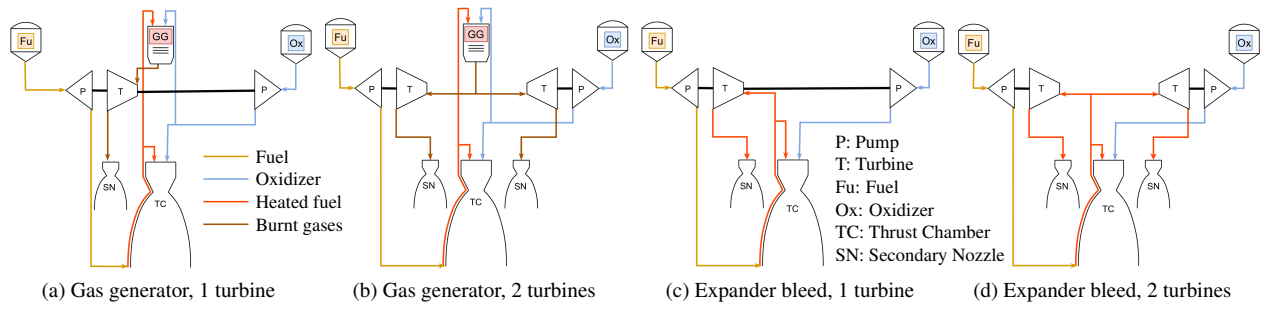 Fu
GG
Ox
P
T
P
SN
TC
Fuel
Oxidizer
Heated fuel
Burnt gases
(a) Gas generator, 1 turbine
Fu
GG
Ox
P
T
T
P
SN
SN
TC
(b) Gas generator, 2 turbines
Fu
Ox
P
T
P
SN
TC
P: Pump
T: Turbine
Fu: Fuel
Ox: Oxidizer
TC: Thrust Chamber
SN: Secondary Nozzle
(c) Expander bleed, 1 turbine
Fu
Ox
P
T
T
P
SN
SN
TC
(d) Expander bleed, 2 turbines